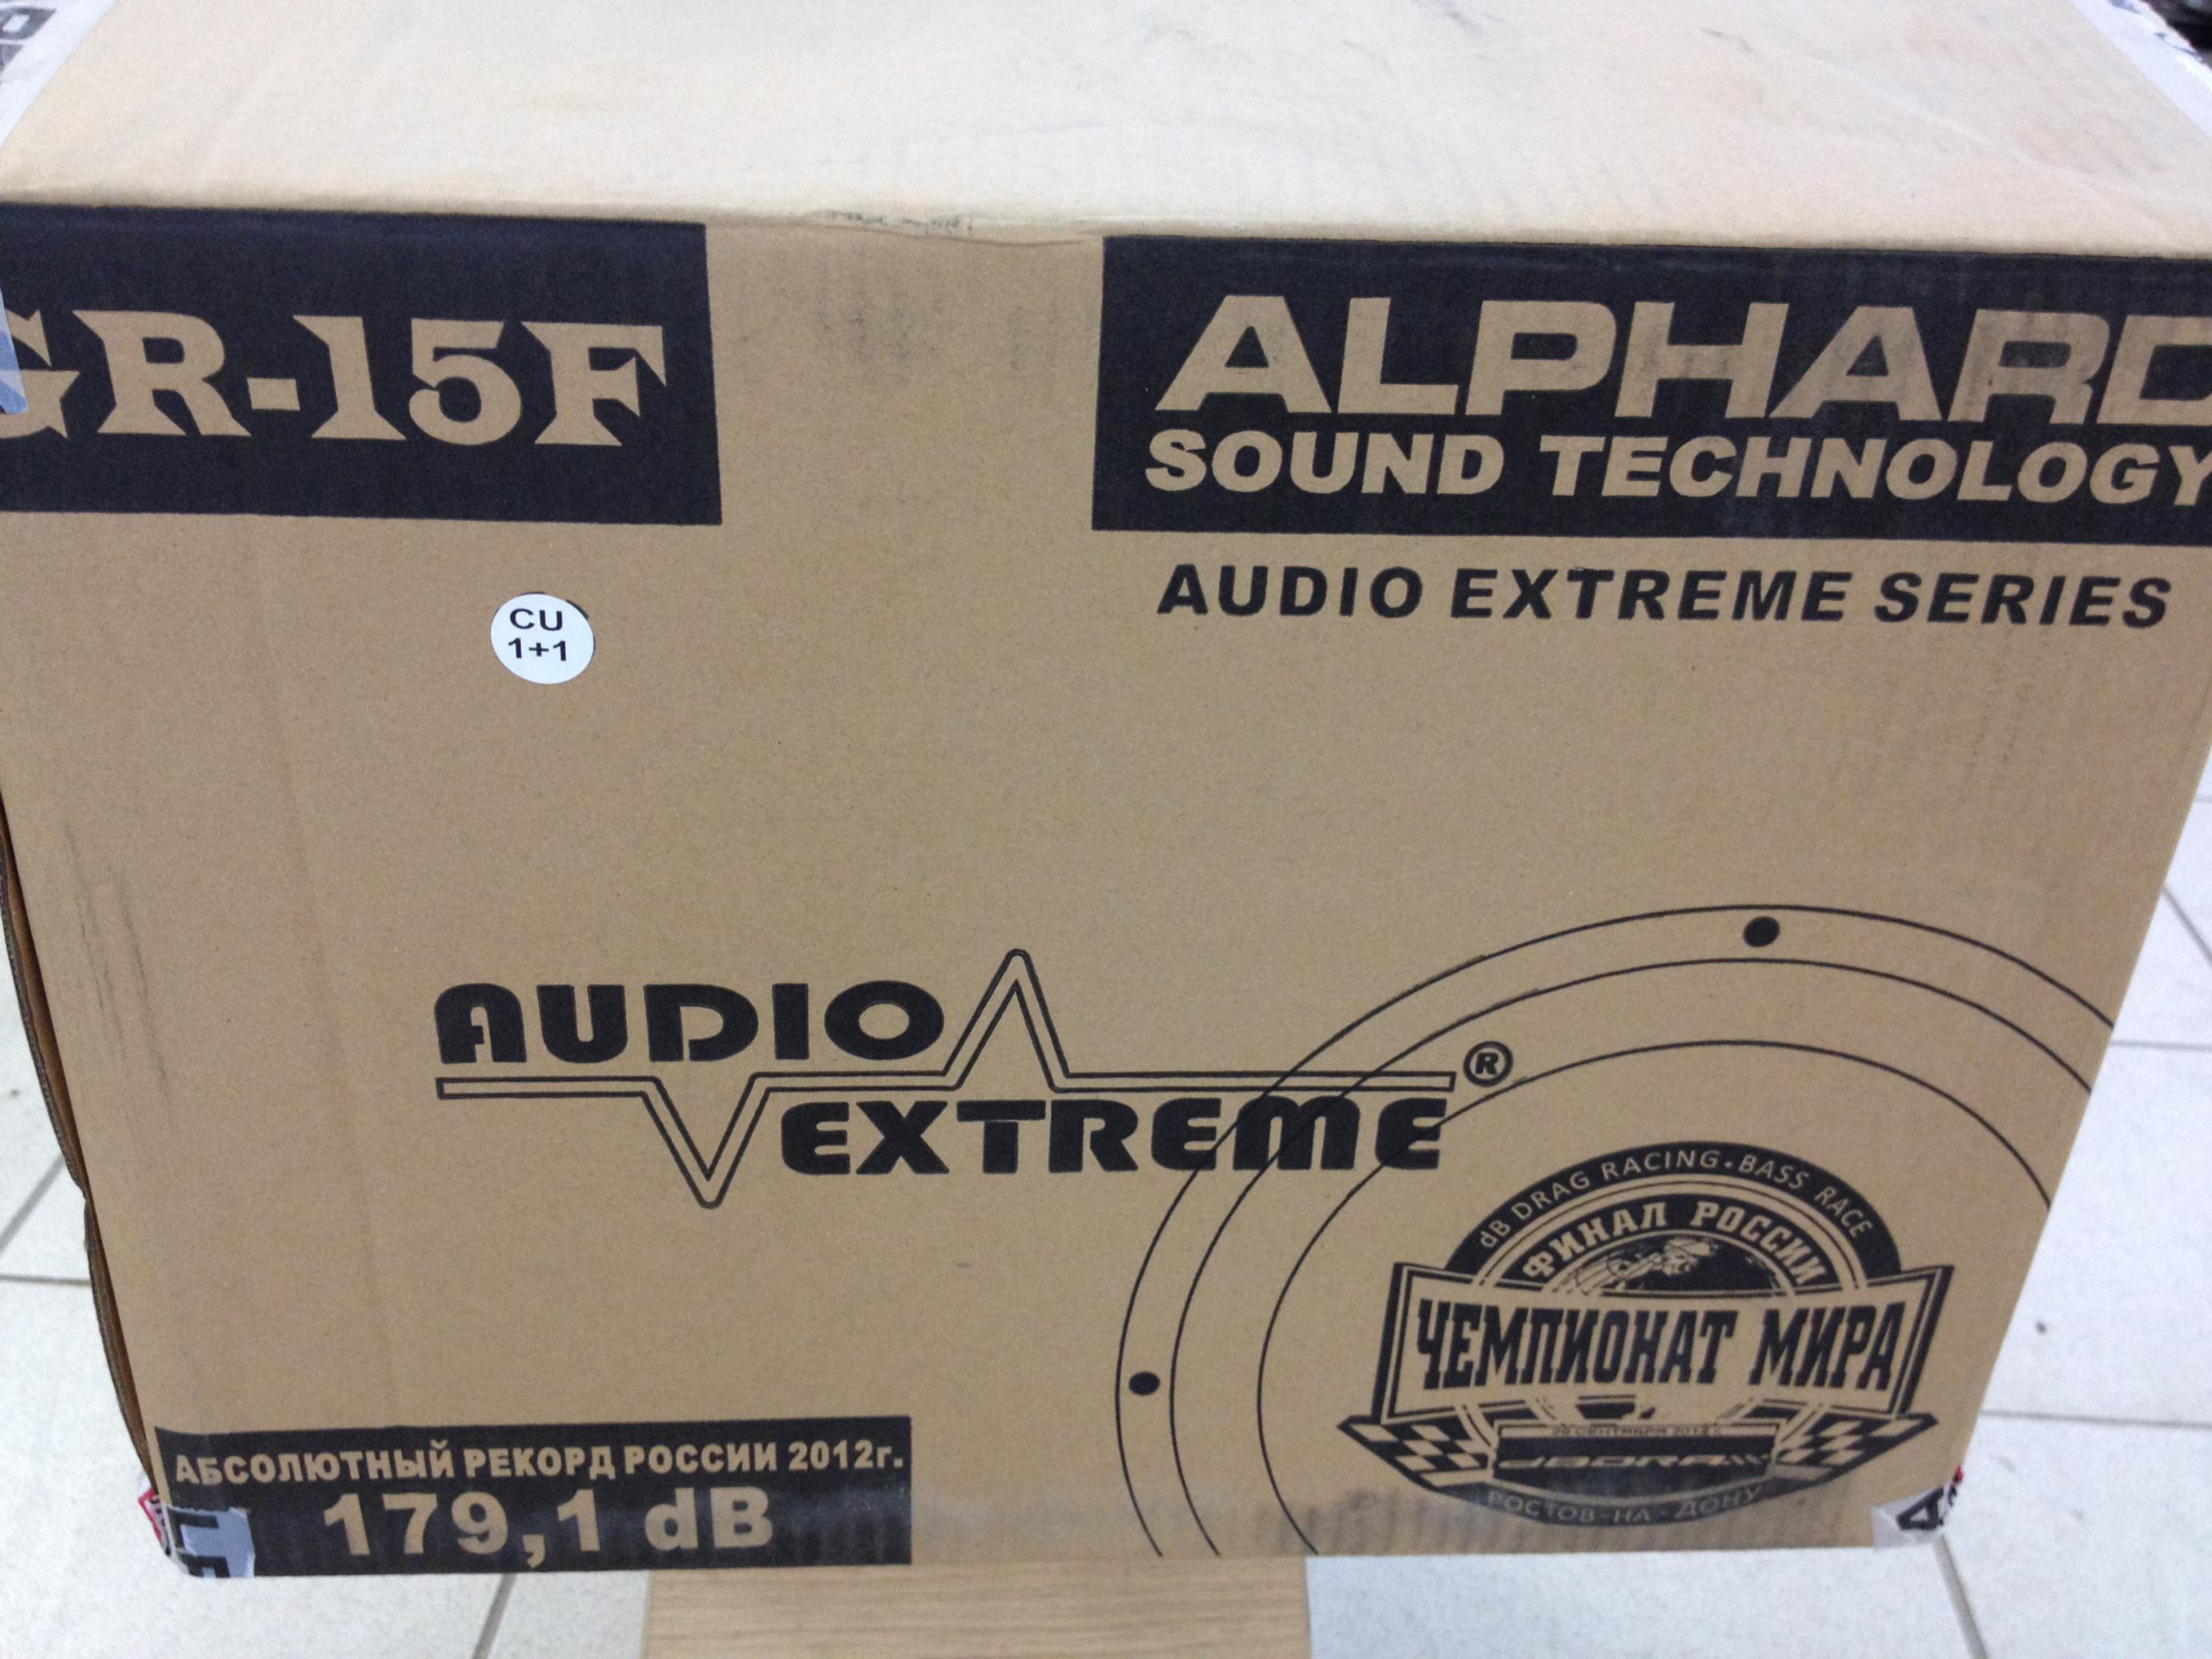 GR-15F
ALPHARD
SOUND TECHNOLOGY
AUDIO EXTREME SERIES
CU
1+1
AUDIO
EXTREME®
dB DRAG RACING • BASS RACE
ФИНАЛ РОССИИ
ЧЕМПИОНАТ МИРА
РОСТОВ-НА-ДОНУ
АБСОЛЮТНЫЙ РЕКОРД РОССИИ 2012г.
179,1 dB